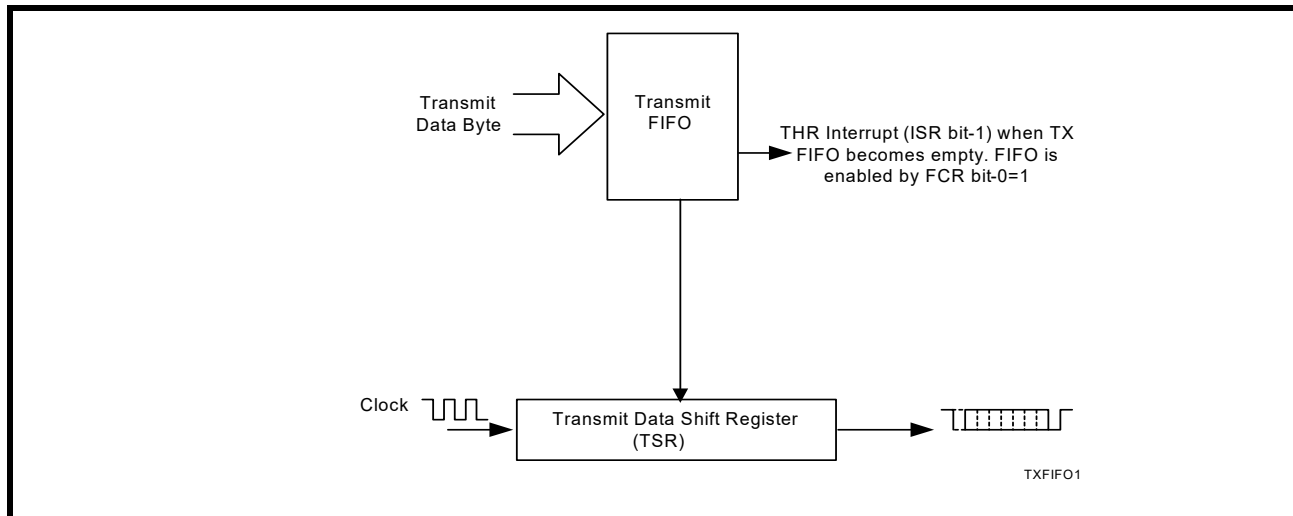 Transmit
Data Byte
Transmit
FIFO
THR Interrupt (ISR bit-1) when TX
FIFO becomes empty. FIFO is
enabled by FCR bit-0=1
Clock
Transmit Data Shift Register
(TSR)
TXFIFO1